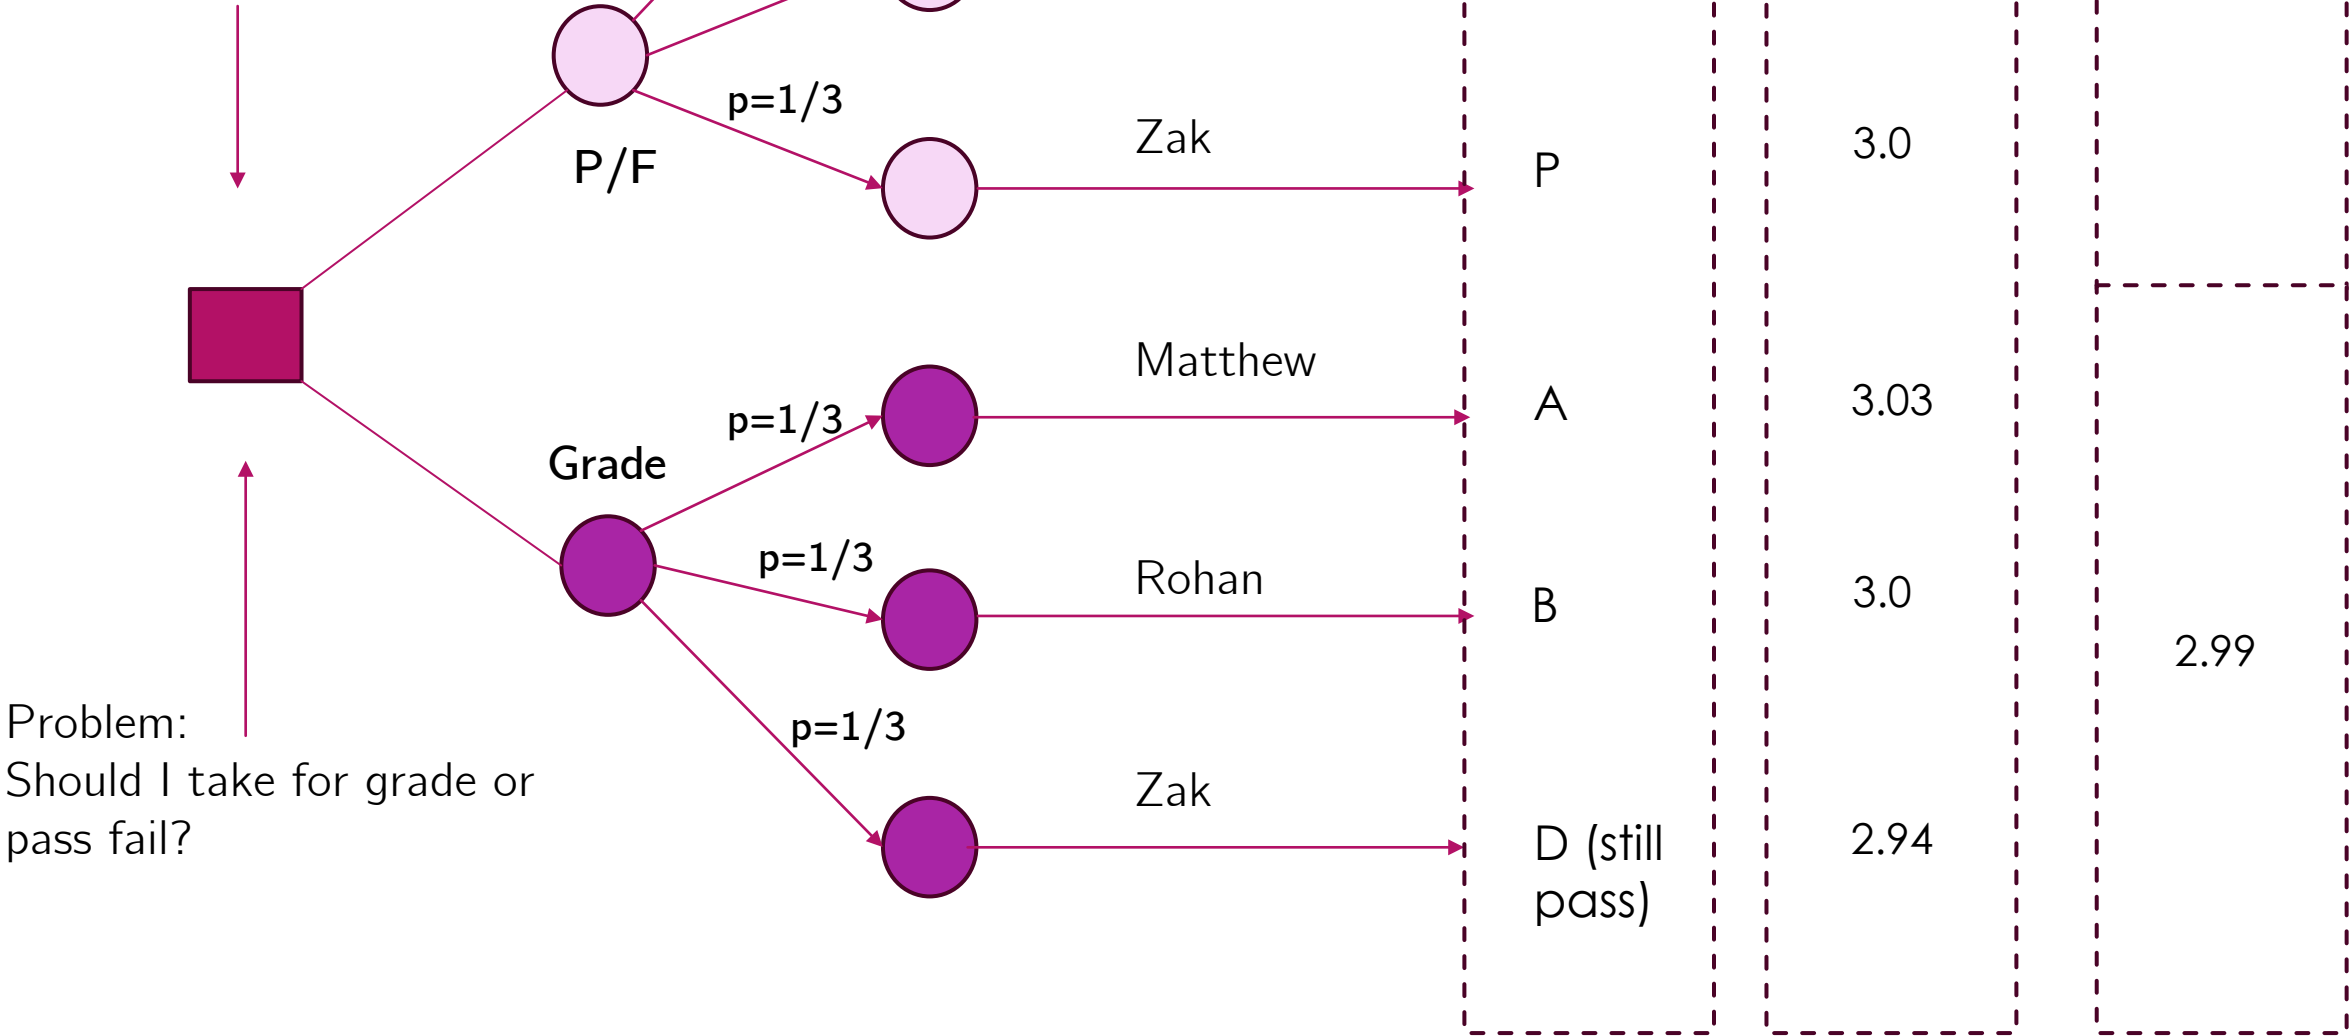 p=1/3
Zak
P
3.0
P/F
Matthew
p=1/3
A
3.03
Grade
p=1/3
Rohan
B
3.0
2.99
Problem:
Should I take for grade or
pass fail?
p=1/3
Zak
D (still
pass)
2.94